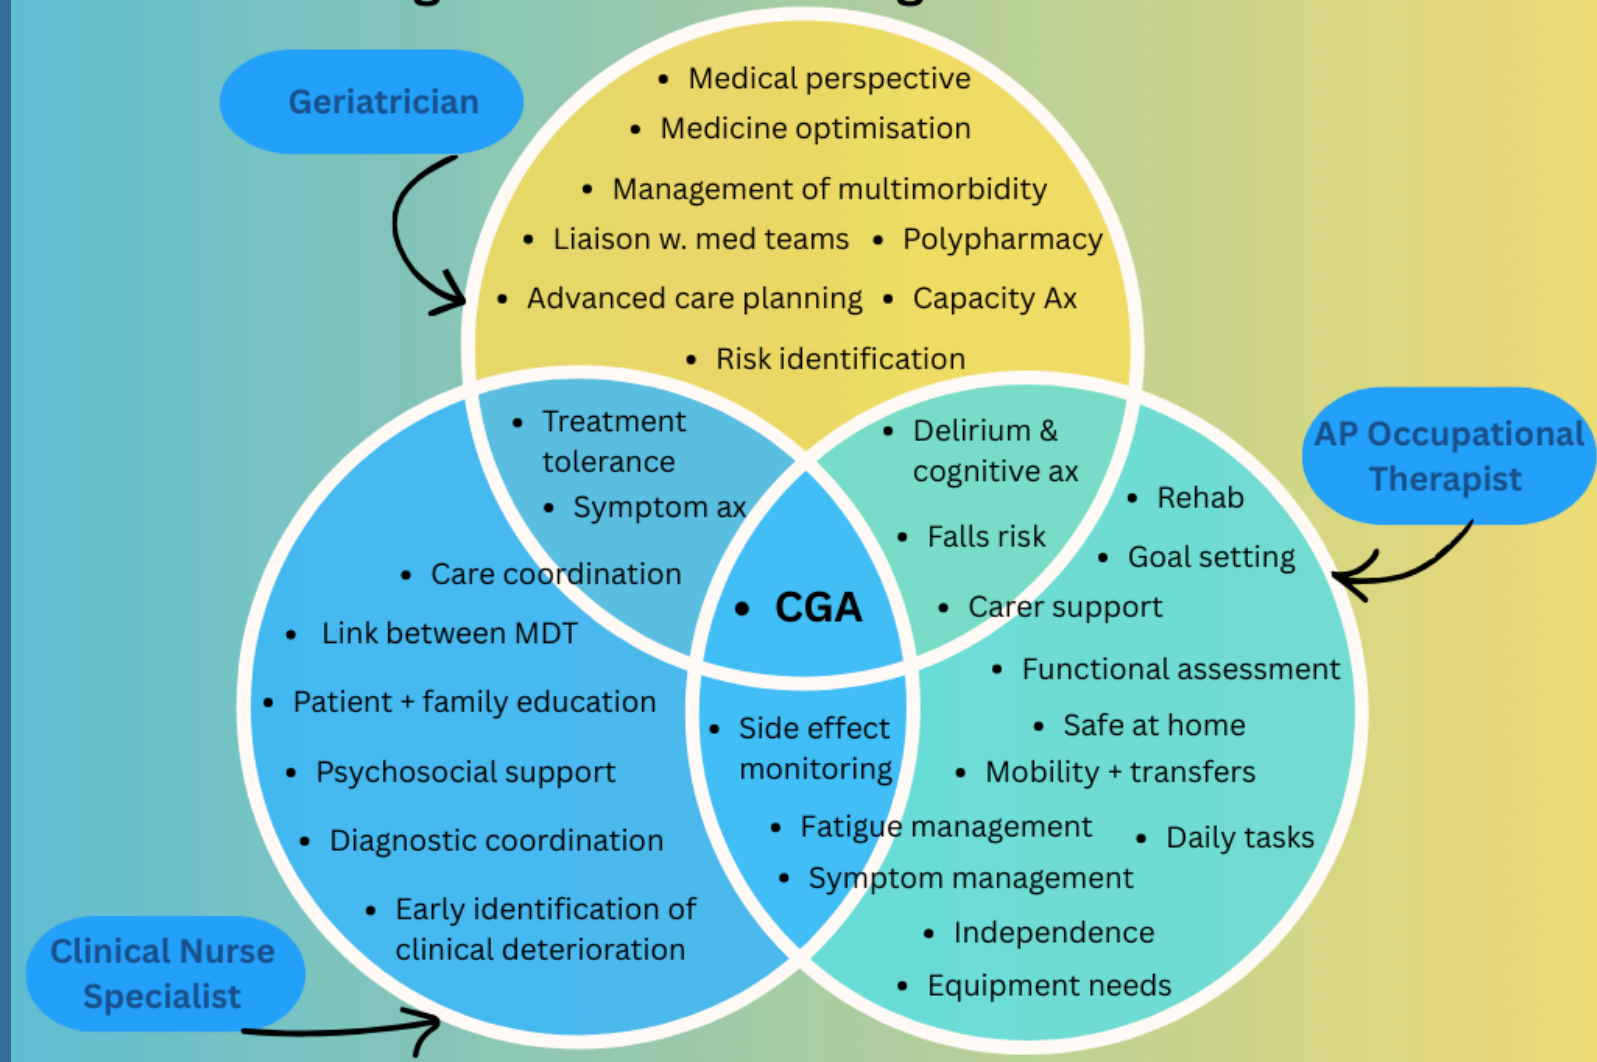 Geriatrician
• Medical perspective
• Medicine optimisation
• Management of multimorbidity
• Liaison w. med teams • Polypharmacy
• Advanced care planning • Capacity Ax
• Risk identification
• Treatment
tolerance
• Symptom ax
• Delirium &
cognitive ax
• Falls risk
AP Occupational
Therapist
• Rehab
• Goal setting
• Carer support
• Functional assessment
• Safe at home
• Mobility + transfers
• Daily tasks
• Independence
• Equipment needs
• CGA
• Care coordination
• Link between MDT
• Patient + family education
• Psychosocial support
• Diagnostic coordination
• Early identification of
clinical deterioration
• Side effect
monitoring
• Fatigue management
• Symptom management
Clinical Nurse
Specialist